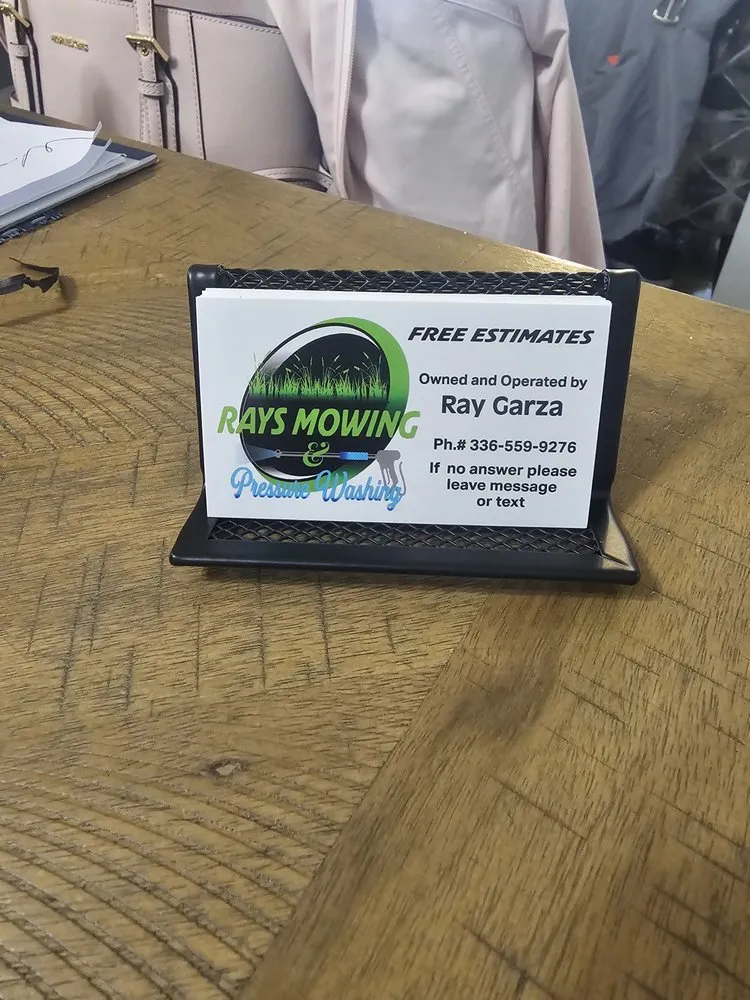 RAYS MOWING
&
Pressure Washing
FREE ESTIMATES
Owned and Operated by
Ray Garza
Ph.# 336-559-9276
If no answer please
leave message
or text